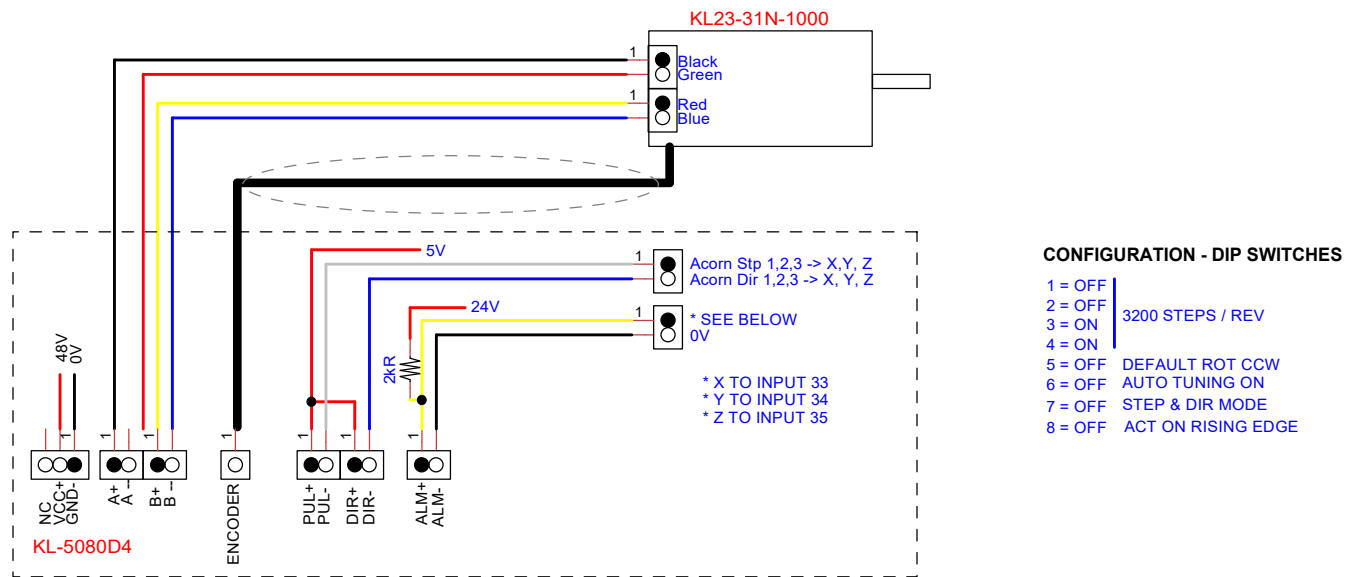 KL23-31N-1000
1
Black
Green
1
Red
Blue
5V
1
Acorn Stp 1,2,3 -> X,Y, Z
Acorn Dir 1,2,3 -> X, Y, Z
24V
1
* SEE BELOW
0V
2kR
* X TO INPUT 33
* Y TO INPUT 34
* Z TO INPUT 35
48V
0V
1
1
1
1
1
1
1
NC
VCC+
GND-
A+
A -
B+
B -
ENCODER
PUL+
PUL-
DIR+
DIR-
ALM+
ALM-
KL-5080D4
CONFIGURATION - DIP SWITCHES
1 = OFF
2 = OFF
3 = ON
4 = ON
3200 STEPS / REV
5 = OFF DEFAULT ROT CCW
6 = OFF AUTO TUNING ON
7 = OFF STEP & DIR MODE
8 = OFF ACT ON RISING EDGE